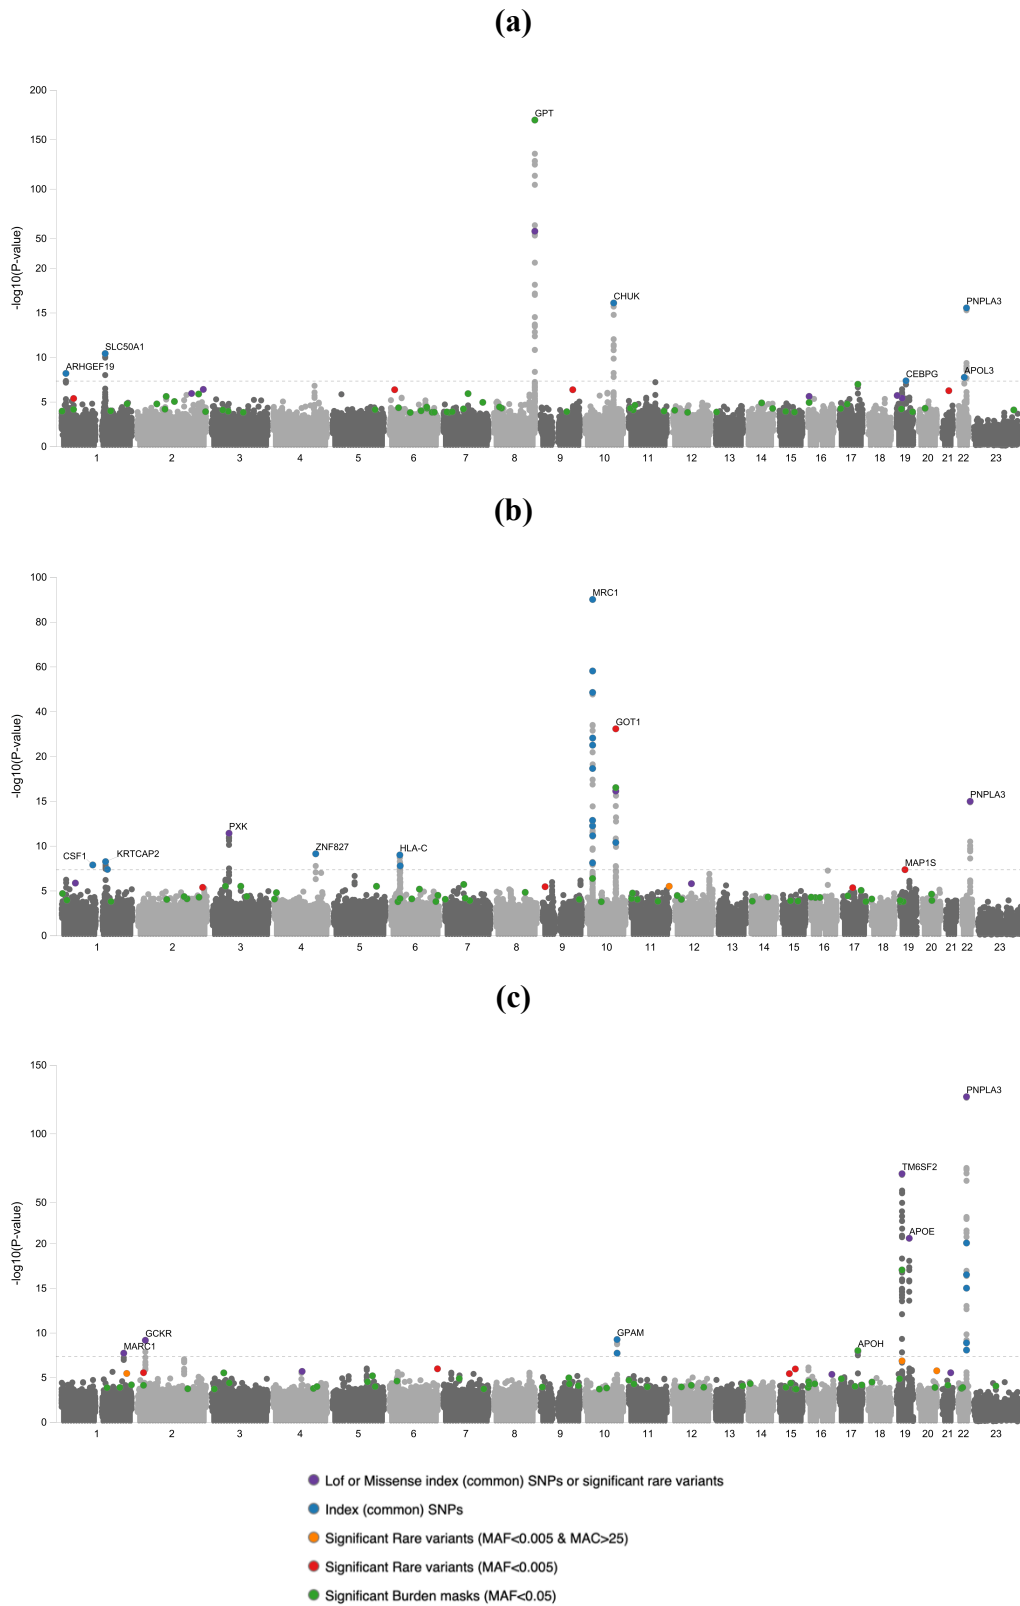 (a)
200
150
100
50
20
15
10
5
0
-log10(P-value)
GPT
CHUK
PNPLA3
SLC50A1
ARHGEF19
APOL3
CEBPG
1 2 3 4 5 6 7 8 9 10 11 12 13 14 15 16 17 18 19 20 21 22 23
(b)
100
80
60
40
20
15
10
5
0
-log10(P-value)
MRC1
GOT1
PNPLA3
PXK
ZNF827
HLA-C
CSF1
KRTCAP2
MAP1S
1 2 3 4 5 6 7 8 9 10 11 12 13 14 15 16 17 18 19 20 21 22 23
(c)
150
100
50
20
15
10
5
0
-log10(P-value)
PNPLA3
TM6SF2
APOE
GCKR
GPAM
MARC1
APOH
1 2 3 4 5 6 7 8 9 10 11 12 13 14 15 16 17 18 19 20 21 22 23
Lof or Missense index (common) SNPs or significant rare variants
Index (common) SNPs
Significant Rare variants (MAF<0.005 & MAC>25)
Significant Rare variants (MAF<0.005)
Significant Burden masks (MAF<0.05)